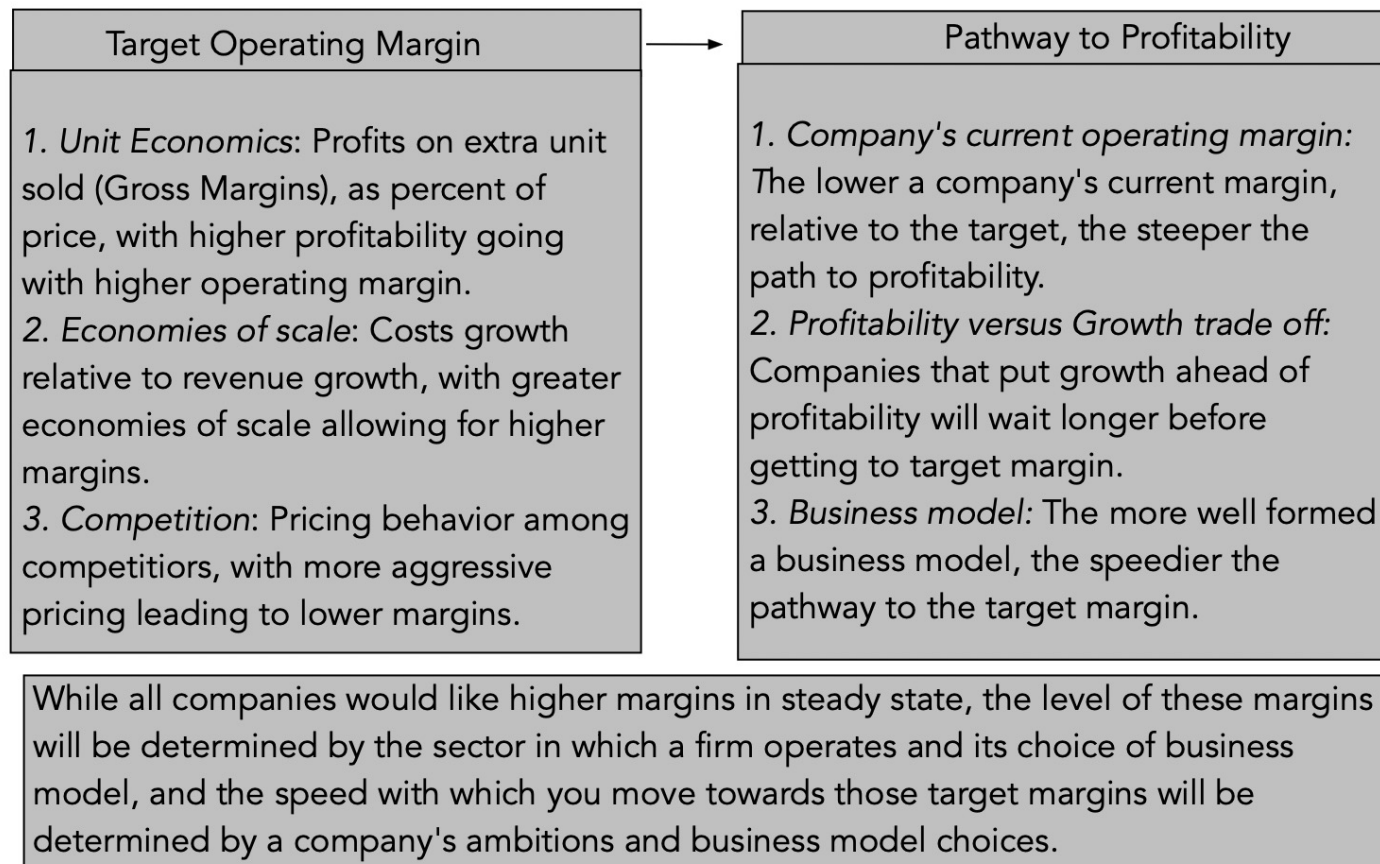 Target Operating Margin
1. Unit Economics: Profits on extra unit
sold (Gross Margins), as percent of
price, with higher profitability going
with higher operating margin.
2. Economies of scale: Costs growth
relative to revenue growth, with greater
economies of scale allowing for higher
margins.
3. Competition: Pricing behavior among
competitiors, with more aggressive
pricing leading to lower margins.
Pathway to Profitability
1. Company's current operating margin:
The lower a company's current margin,
relative to the target, the steeper the
path to profitability.
2. Profitability versus Growth trade off:
Companies that put growth ahead of
profitability will wait longer before
getting to target margin.
3. Business model: The more well formed
a business model, the speedier the
pathway to the target margin.
While all companies would like higher margins in steady state, the level of these margins
will be determined by the sector in which a firm operates and its choice of business
model, and the speed with which you move towards those target margins will be
determined by a company's ambitions and business model choices.